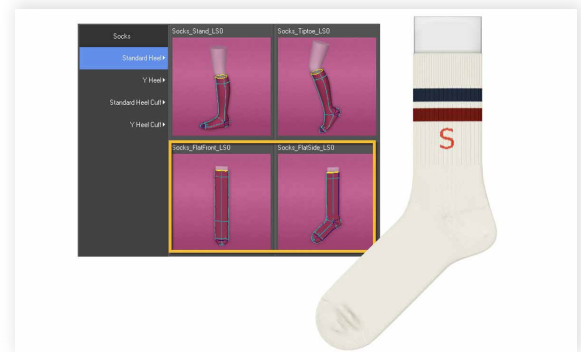 Socks
Standard Heel
Y Heel
Standard Heel Cuff
Y Heel Cuff
Socks_Stand_LS0
Socks_Tiptoe_LS0
Socks_FlatFront_LS0
Socks_FlatSide_LS0
S